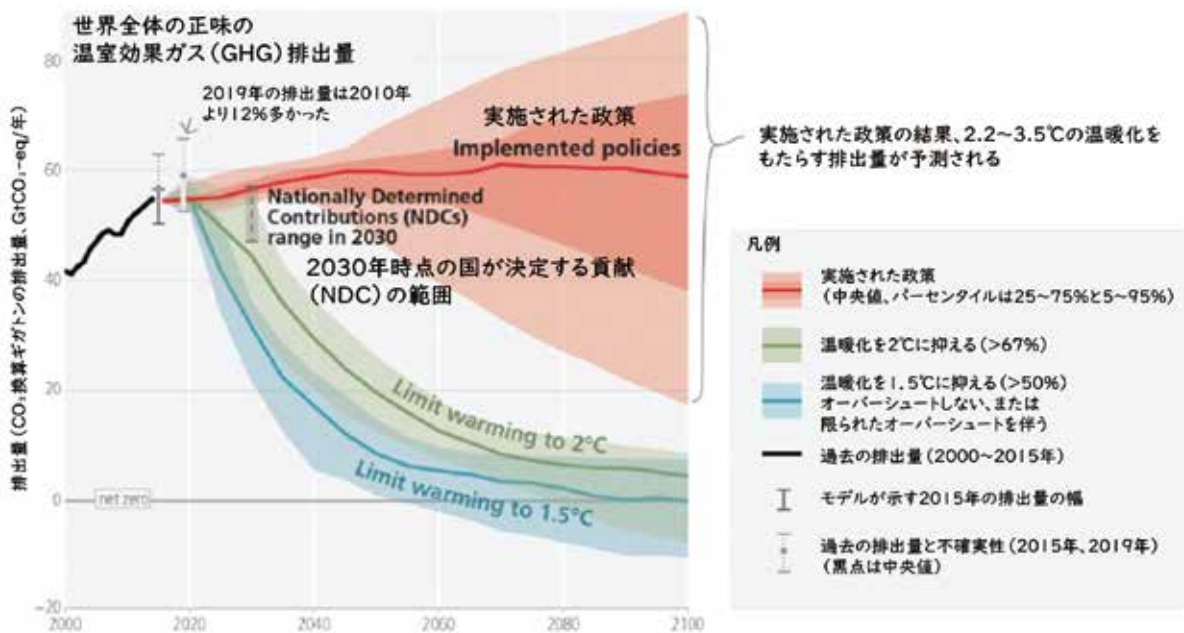 世界全体の正味の
温室効果ガス(GHG)排出量
2019年の排出量は2010年
より12%多かった
実施された政策
Implemented policies
実施された政策の結果、2.2~3.5℃の温暖化を
もたらす排出量が予測される
Nationally Determined
Contributions (NDCs)
range in 2030
2030年時点の国が決定する貢献
(NDC)の範囲
Limit warming to 2°C
Limit warming to 1.5°C
net zero
排出量(CO₂換算ギガトンの排出量、GtCO₂-eq/年)
80
60
40
20
0
-20
2000
2020
2040
2060
2080
2100
凡例
実施された政策
(中央値、パーセンタイルは25~75%と5~95%)
温暖化を2℃に抑える(>67%)
温暖化を1.5℃に抑える(>50%)
オーバーシュートしない、または
限られたオーバーシュートを伴う
過去の排出量(2000~2015年)
モデルが示す2015年の排出量の幅
過去の排出量と不確実性(2015年、2019年)
(黒点は中央値)